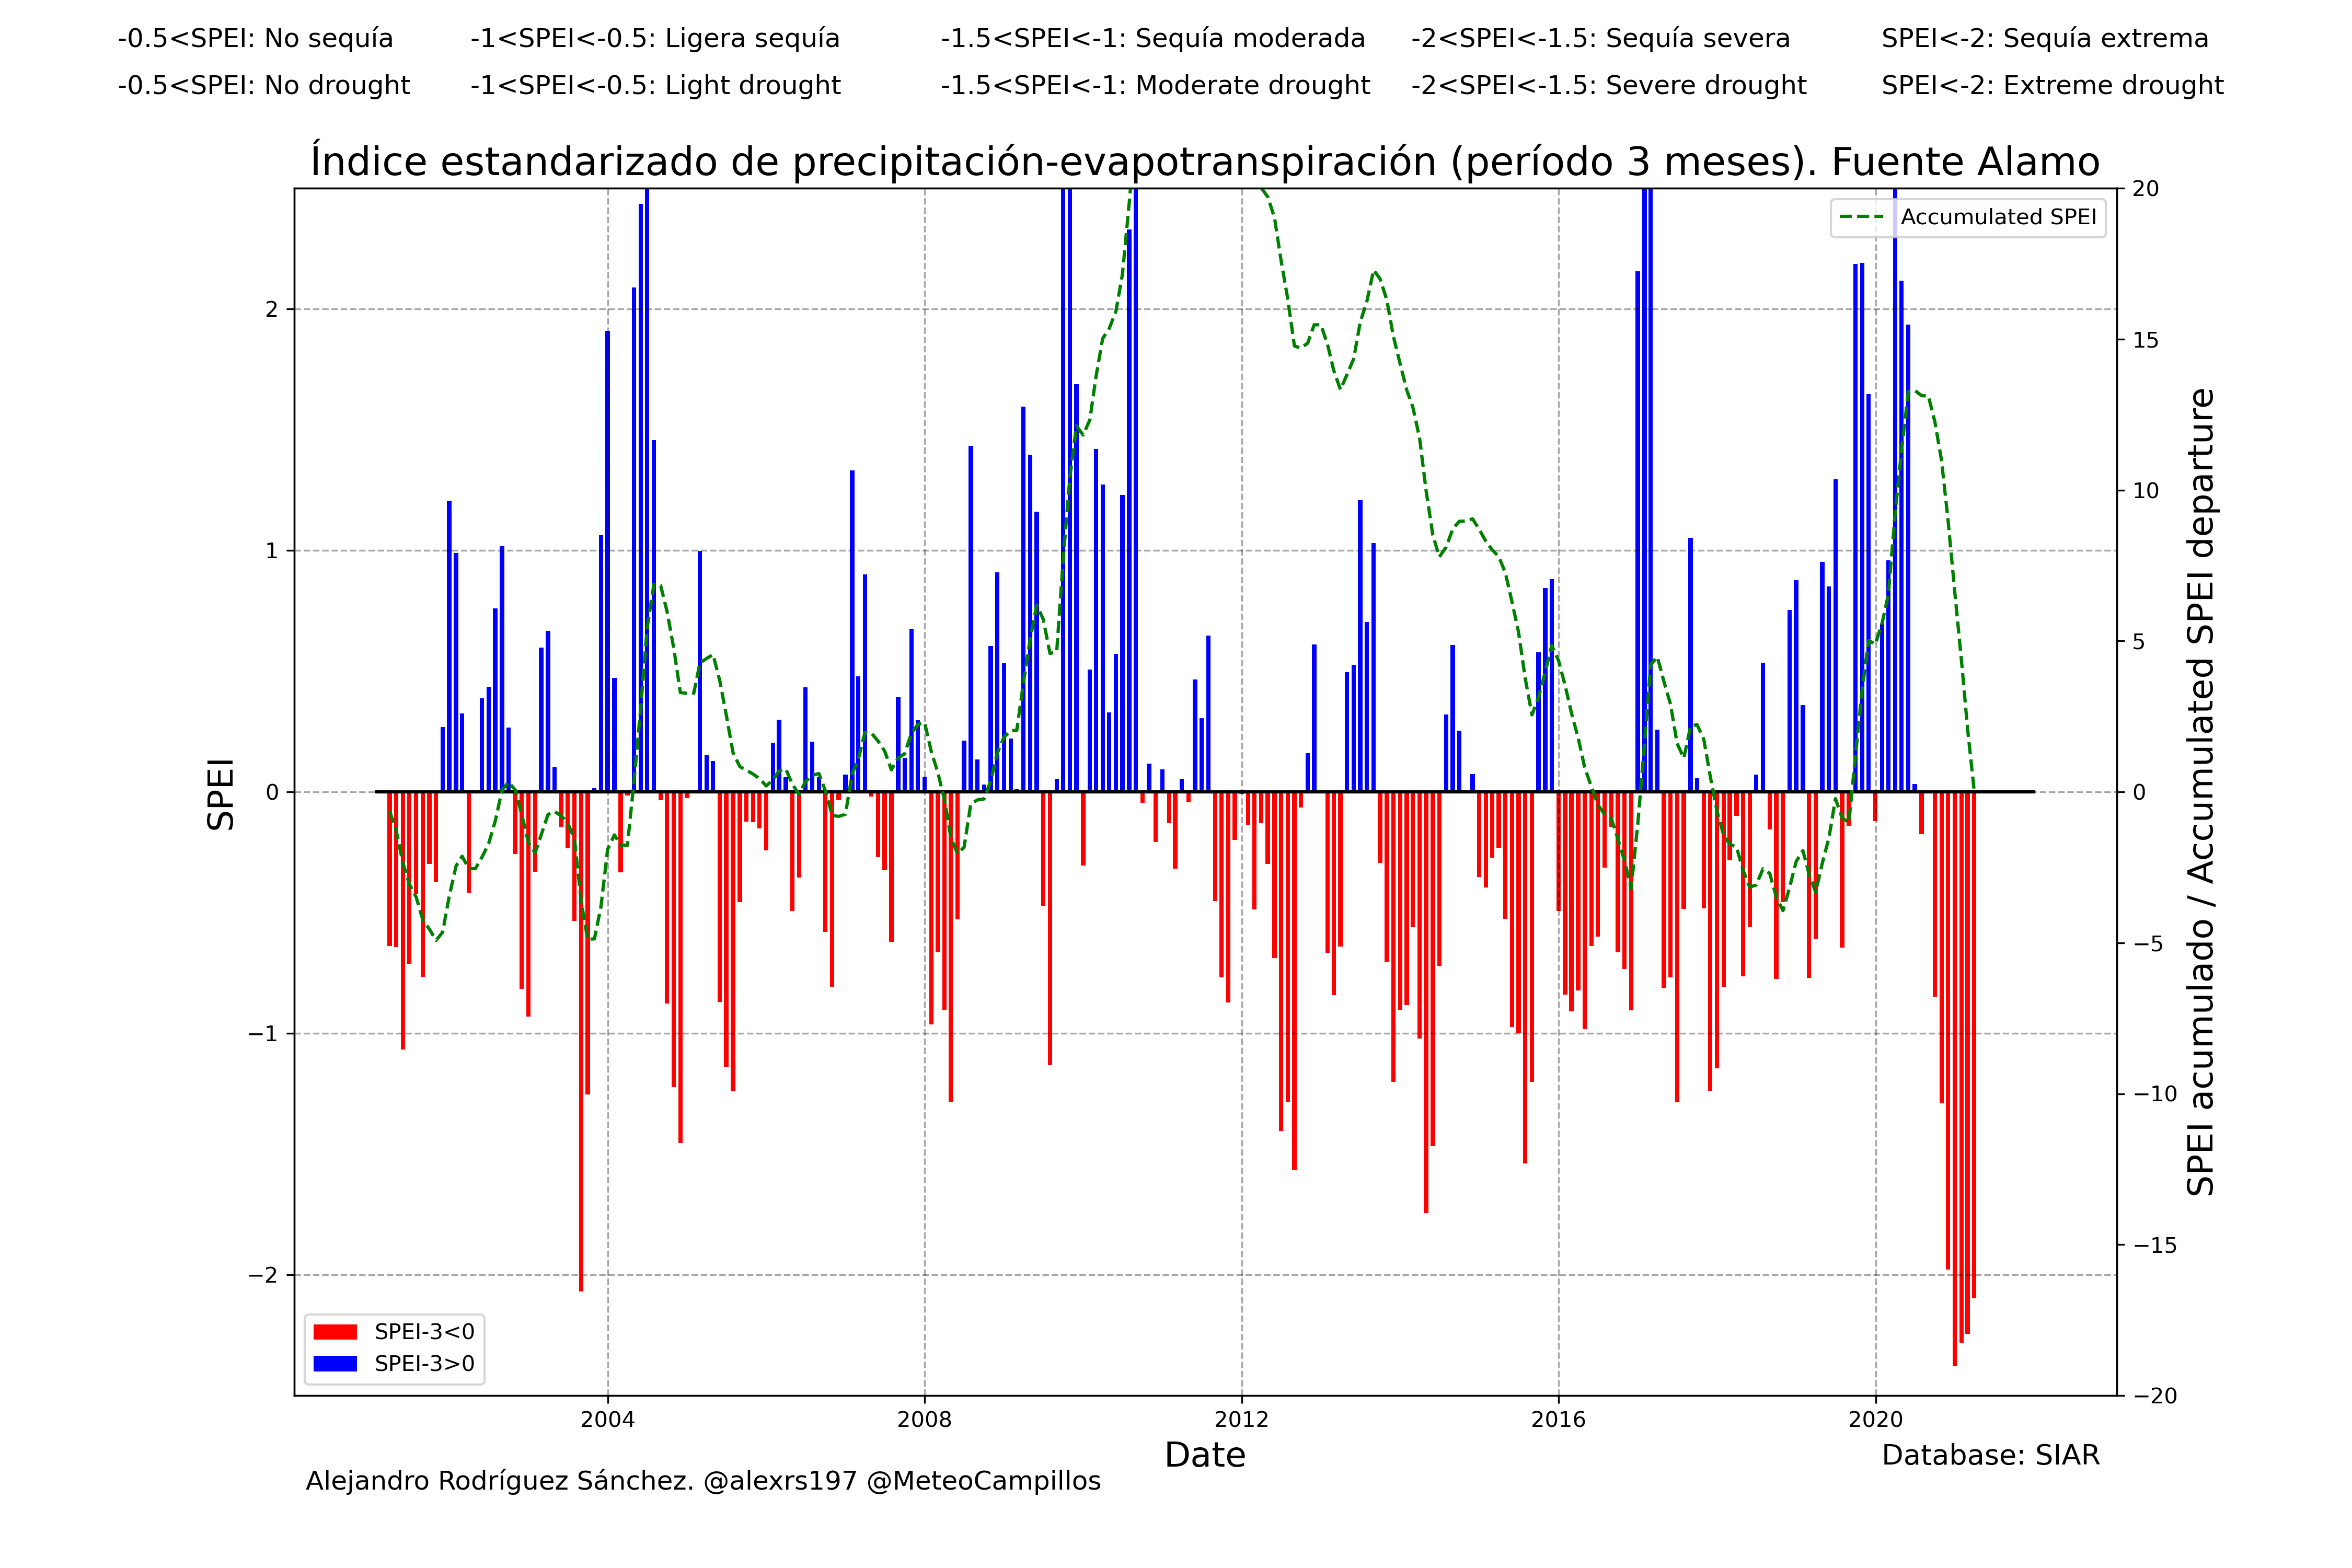 -0.5<SPEI: No sequía -1<SPEI<-0.5: Ligera sequía -1.5<SPEI<-1: Sequía moderada -2<SPEI<-1.5: Sequía severa SPEI<-2: Sequía extrema
-0.5<SPEI: No drought -1<SPEI<-0.5: Light drought -1.5<SPEI<-1: Moderate drought -2<SPEI<-1.5: Severe drought SPEI<-2: Extreme drought
Índice estandarizado de precipitación-evapotranspiración (período 3 meses). Fuente Alamo
Accumulated SPEI
SPEI
2
1
0
−1
−2
20
15
10
5
0
−5
−10
−15
−20
SPEI acumulado / Accumulated SPEI departure
SPEI-3<0
SPEI-3>0
2004 2008 2012 2016 2020
Date
Database: SIAR
Alejandro Rodríguez Sánchez. @alexrs197 @MeteoCampillos